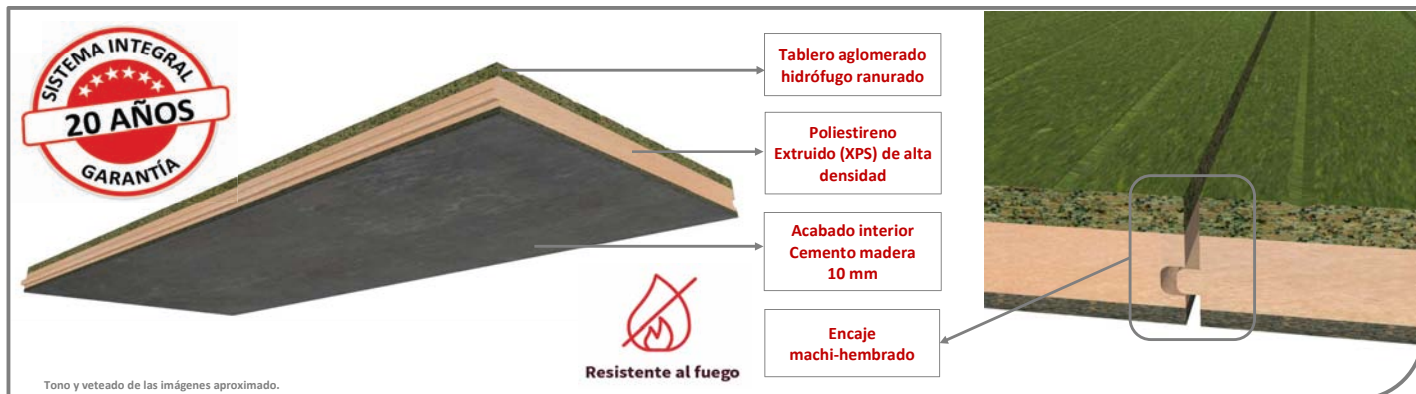 SISTEMA INTEGRAL
20 AÑOS
GARANTÍA
Tablero aglomerado
hidrófugo ranurado
Poliestireno
Extruido (XPS) de alta
densidad
Acabado interior
Cemento madera
10 mm
Encaje
machi-hembrado
Resistente al fuego
Tono y veteado de las imágenes aproximado.